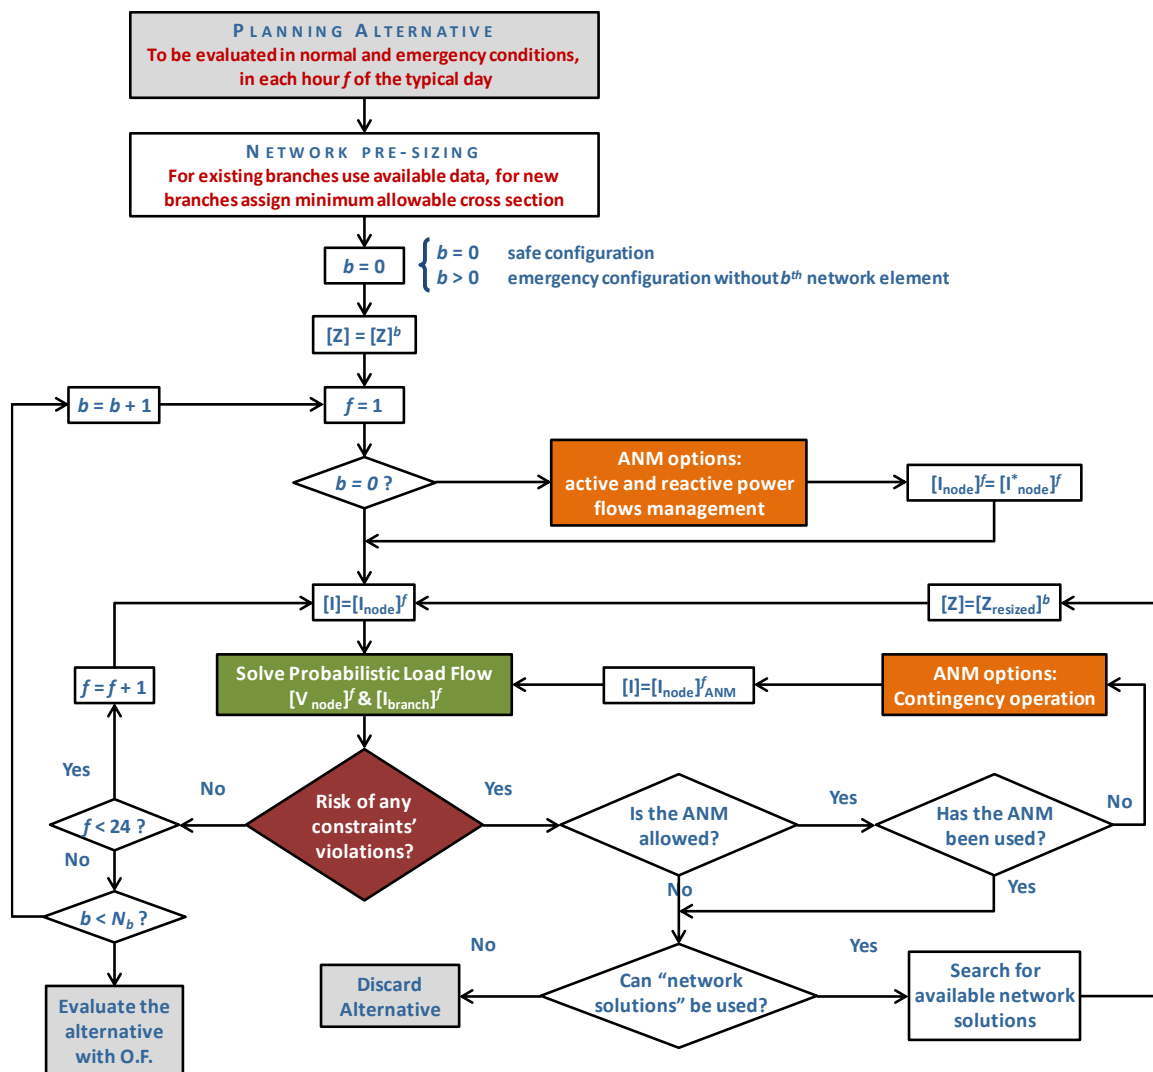 PLANNING ALTERNATIVE
To be evaluated in normal and emergency conditions,
in each hour f of the typical day
NETWORK PRE-SIZING
For existing branches use available data, for new
branches assign minimum allowable cross section
b = 0
b = 0 safe configuration
b > 0 emergency configuration without bth network element
[Z] = [Z]b
b = b + 1
f = 1
b = 0 ?
ANM options:
active and reactive power
flows management
[Inode]f= [I*node]f
[I]=[Inode]f
[Z]=[Zresized]b
f = f + 1
Solve Probabilistic Load Flow
[Vnode]f & [Ibranch]f
[I]=[Inode]fANM
ANM options:
Contingency operation
Yes
No
Risk of any
constraints’
violations?
Yes
Is the ANM
allowed?
Yes
Has the ANM
been used?
No
f < 24 ?
No
No
Yes
b < Nb ?
No
Yes
Discard
Alternative
Can “network
solutions” be used?
Search for
available network
solutions
Evaluate the
alternative
with O.F.